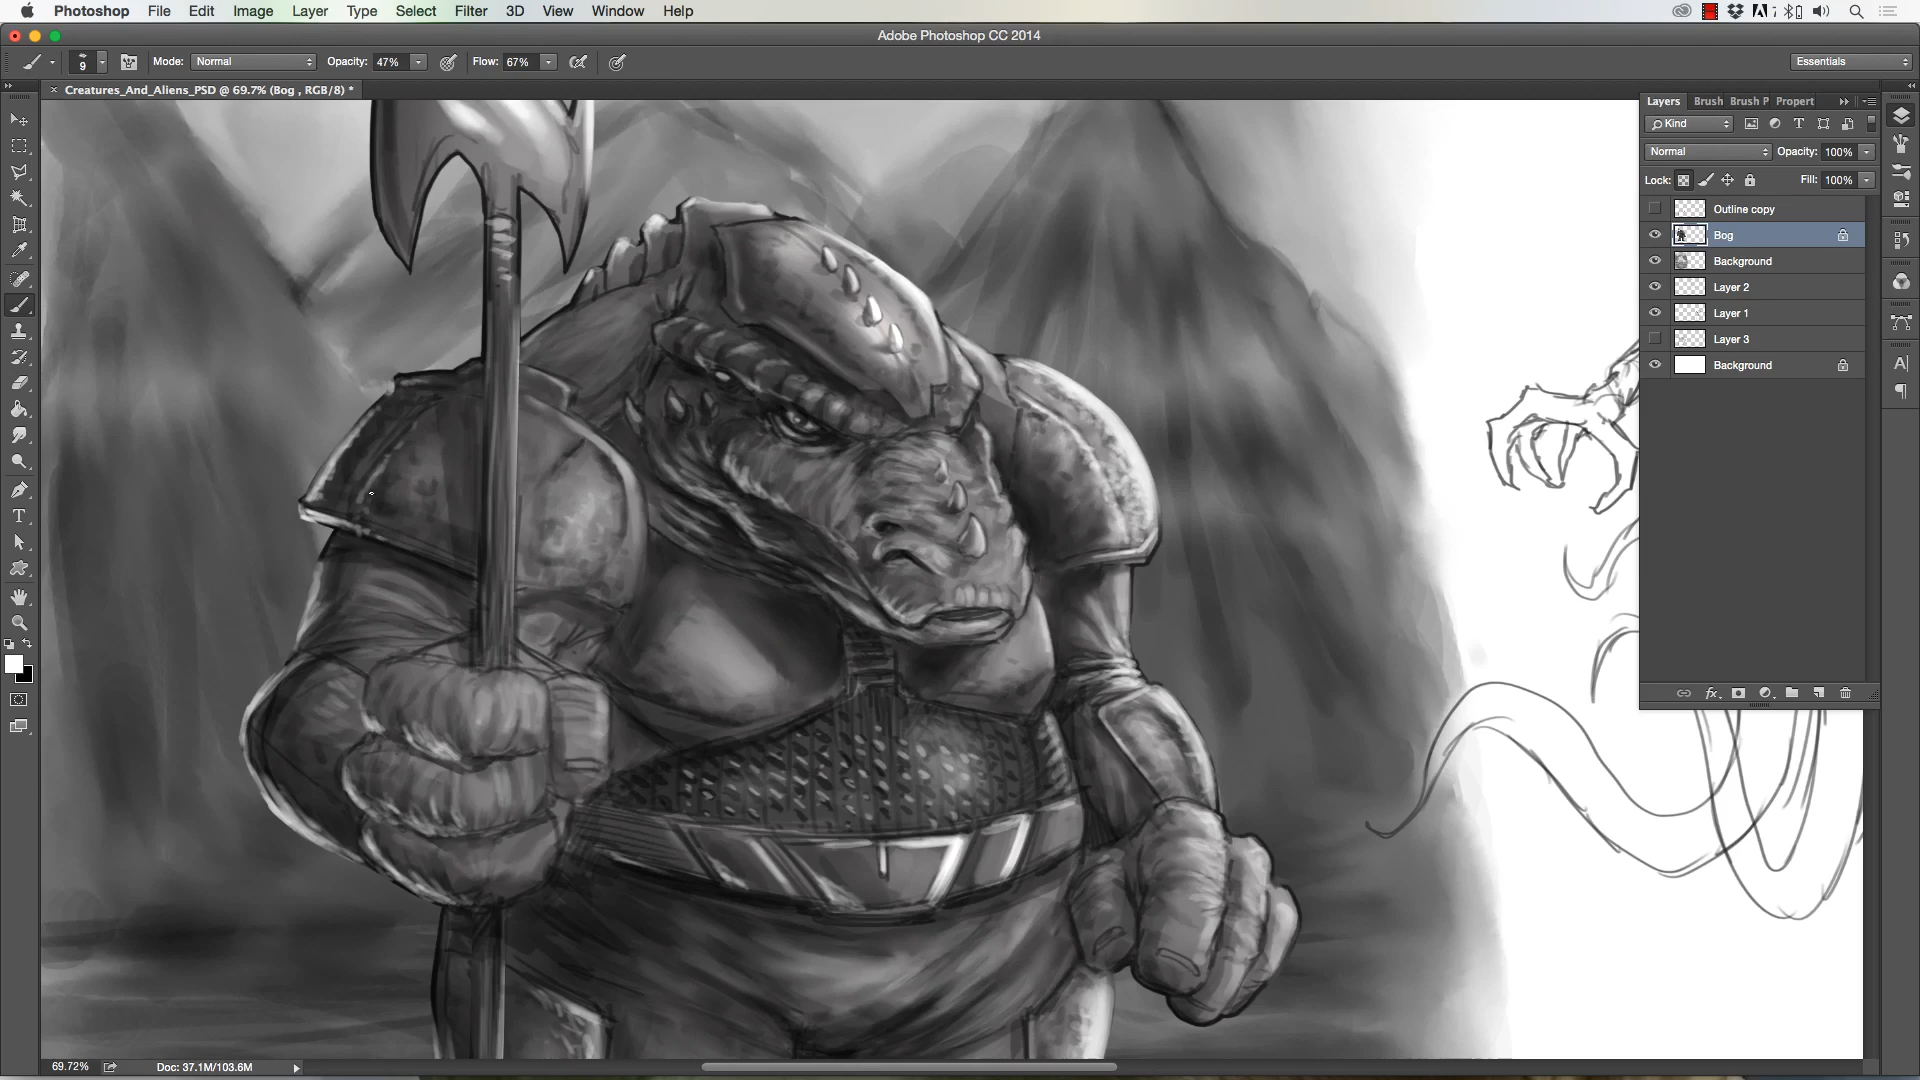 Photoshop File Edit Image Layer Type Select Filter 3D View Window Help
Adobe Photoshop CC 2014
9 Mode: Normal Opacity: 47% Flow: 67% Essentials
× Creatures_And_Aliens_PSD @ 69.7% (Bog , RGB/8) *
Layers Brush Brush P Propert
Kind
Normal Opacity: 100%
Lock: Fill: 100%
Outline copy
Bog
Background
Layer 2
Layer 1
Layer 3
Background
fx
69.72% Doc: 37.1M/103.6M